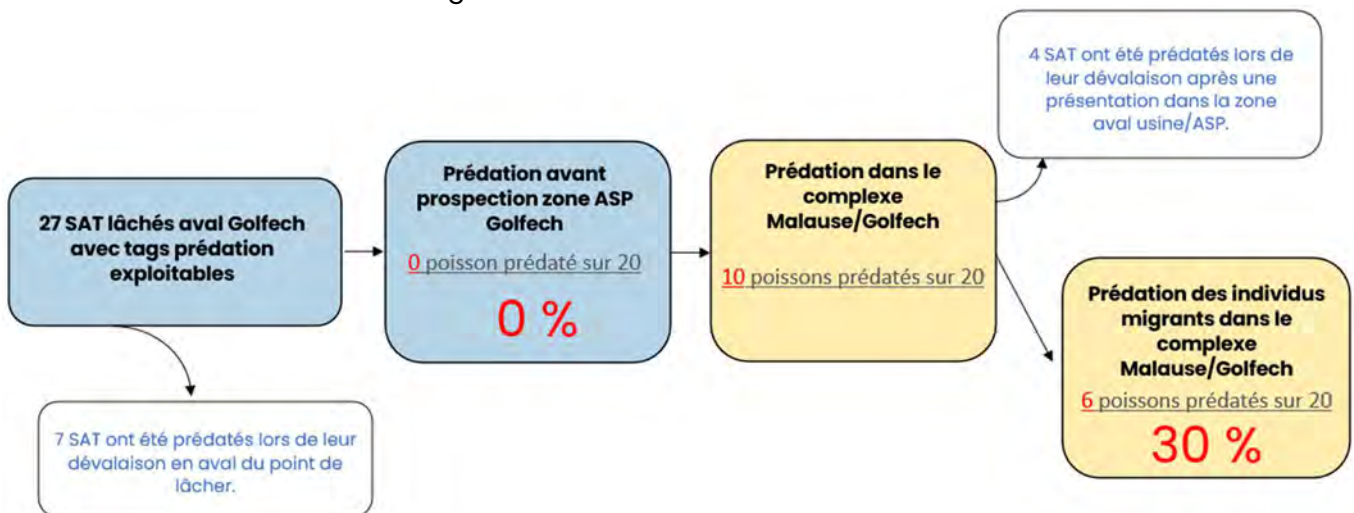 4 SAT ont été prédatés lors de
leur dévalaison après une
présentation dans la zone
aval usine/ASP.
27 SAT lâchés aval Golfech
avec tags prédation
exploitables
Prédation avant
prospection zone ASP
Golfech
0 poisson prédaté sur 20
0 %
Prédation dans le
complexe
Malause/Golfech
10 poissons prédatés sur 20
Prédation des individus
migrants dans le
complexe
Malause/Golfech
6 poissons prédatés sur 20
30 %
7 SAT ont été prédatés lors de leur
dévalaison en aval du point de
lâcher.